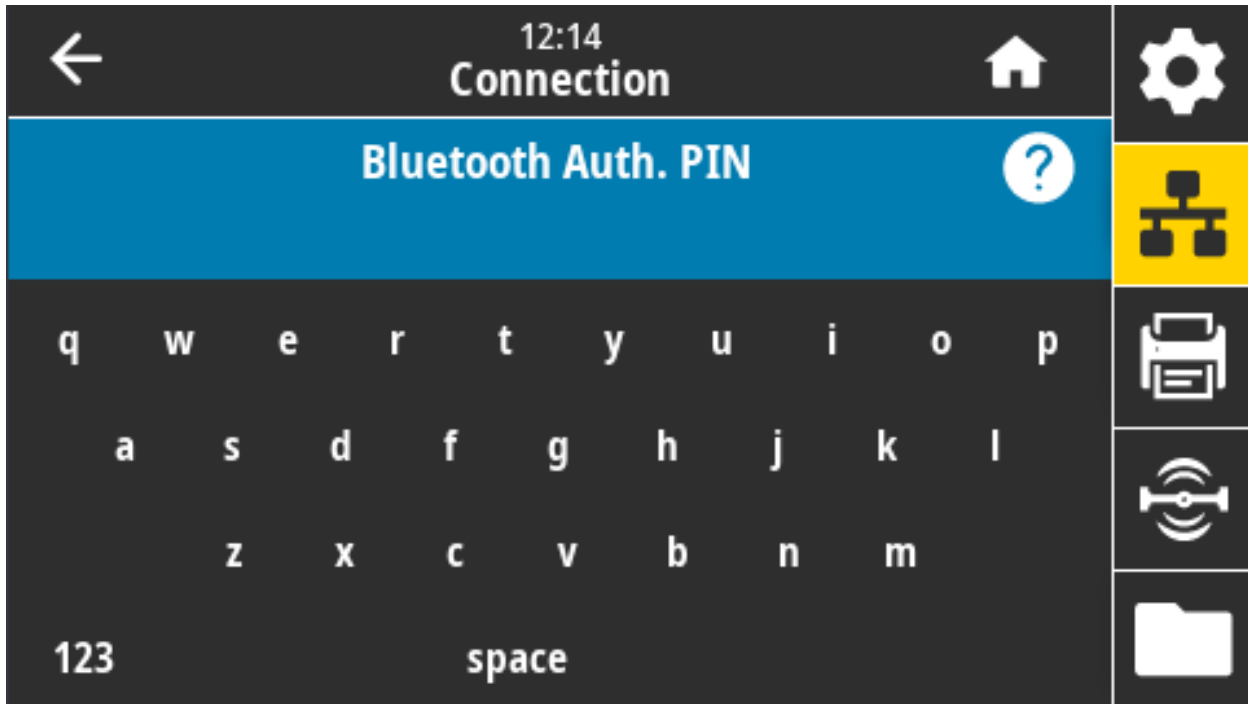 12:14
Connection
Bluetooth Auth. PIN
?
q w e r t y u i o p
a s d f g h j k l
z x c v b n m
123 space